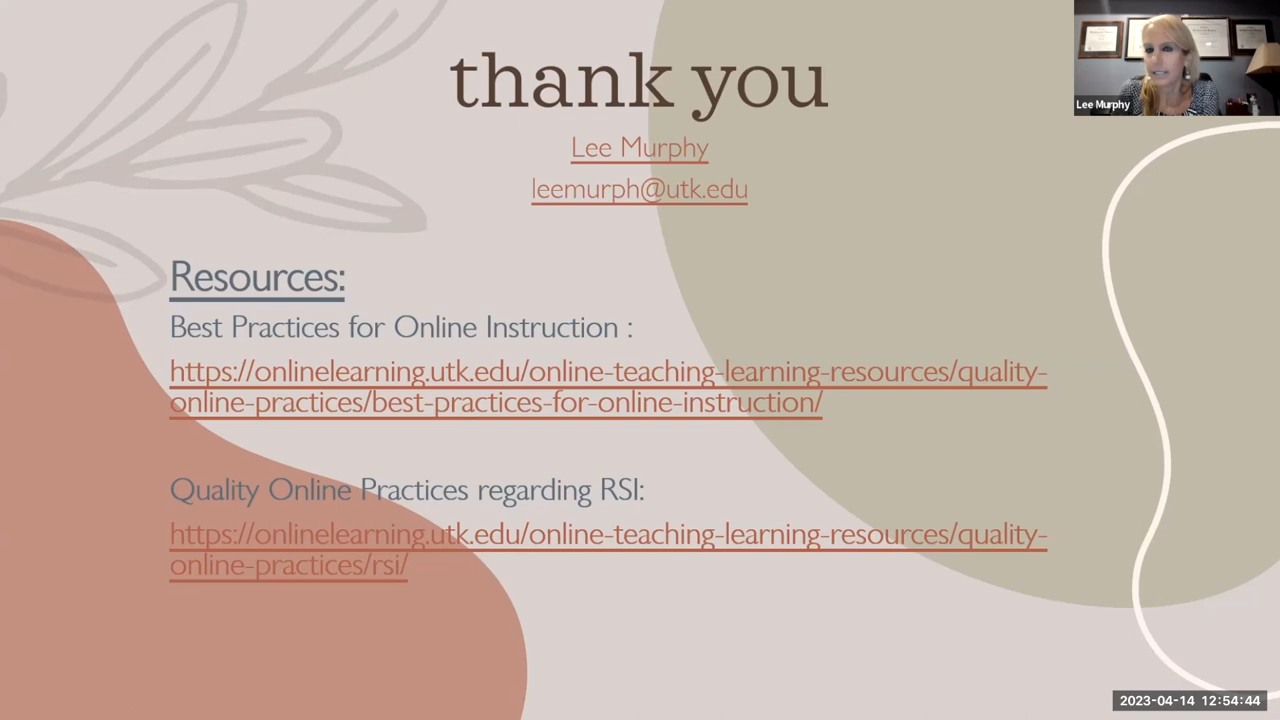 thank you
Lee Murphy
Lee Murphy
leemurph@utk.edu
Resources:
Best Practices for Online Instruction :
https://onlinelearning.utk.edu/online-teaching-learning-resources/quality-
online-practices/best-practices-for-online-instruction/
Quality Online Practices regarding RSI:
https://onlinelearning.utk.edu/online-teaching-learning-resources/quality-
online-practices/rsi/
2023-04-14 12:54:44